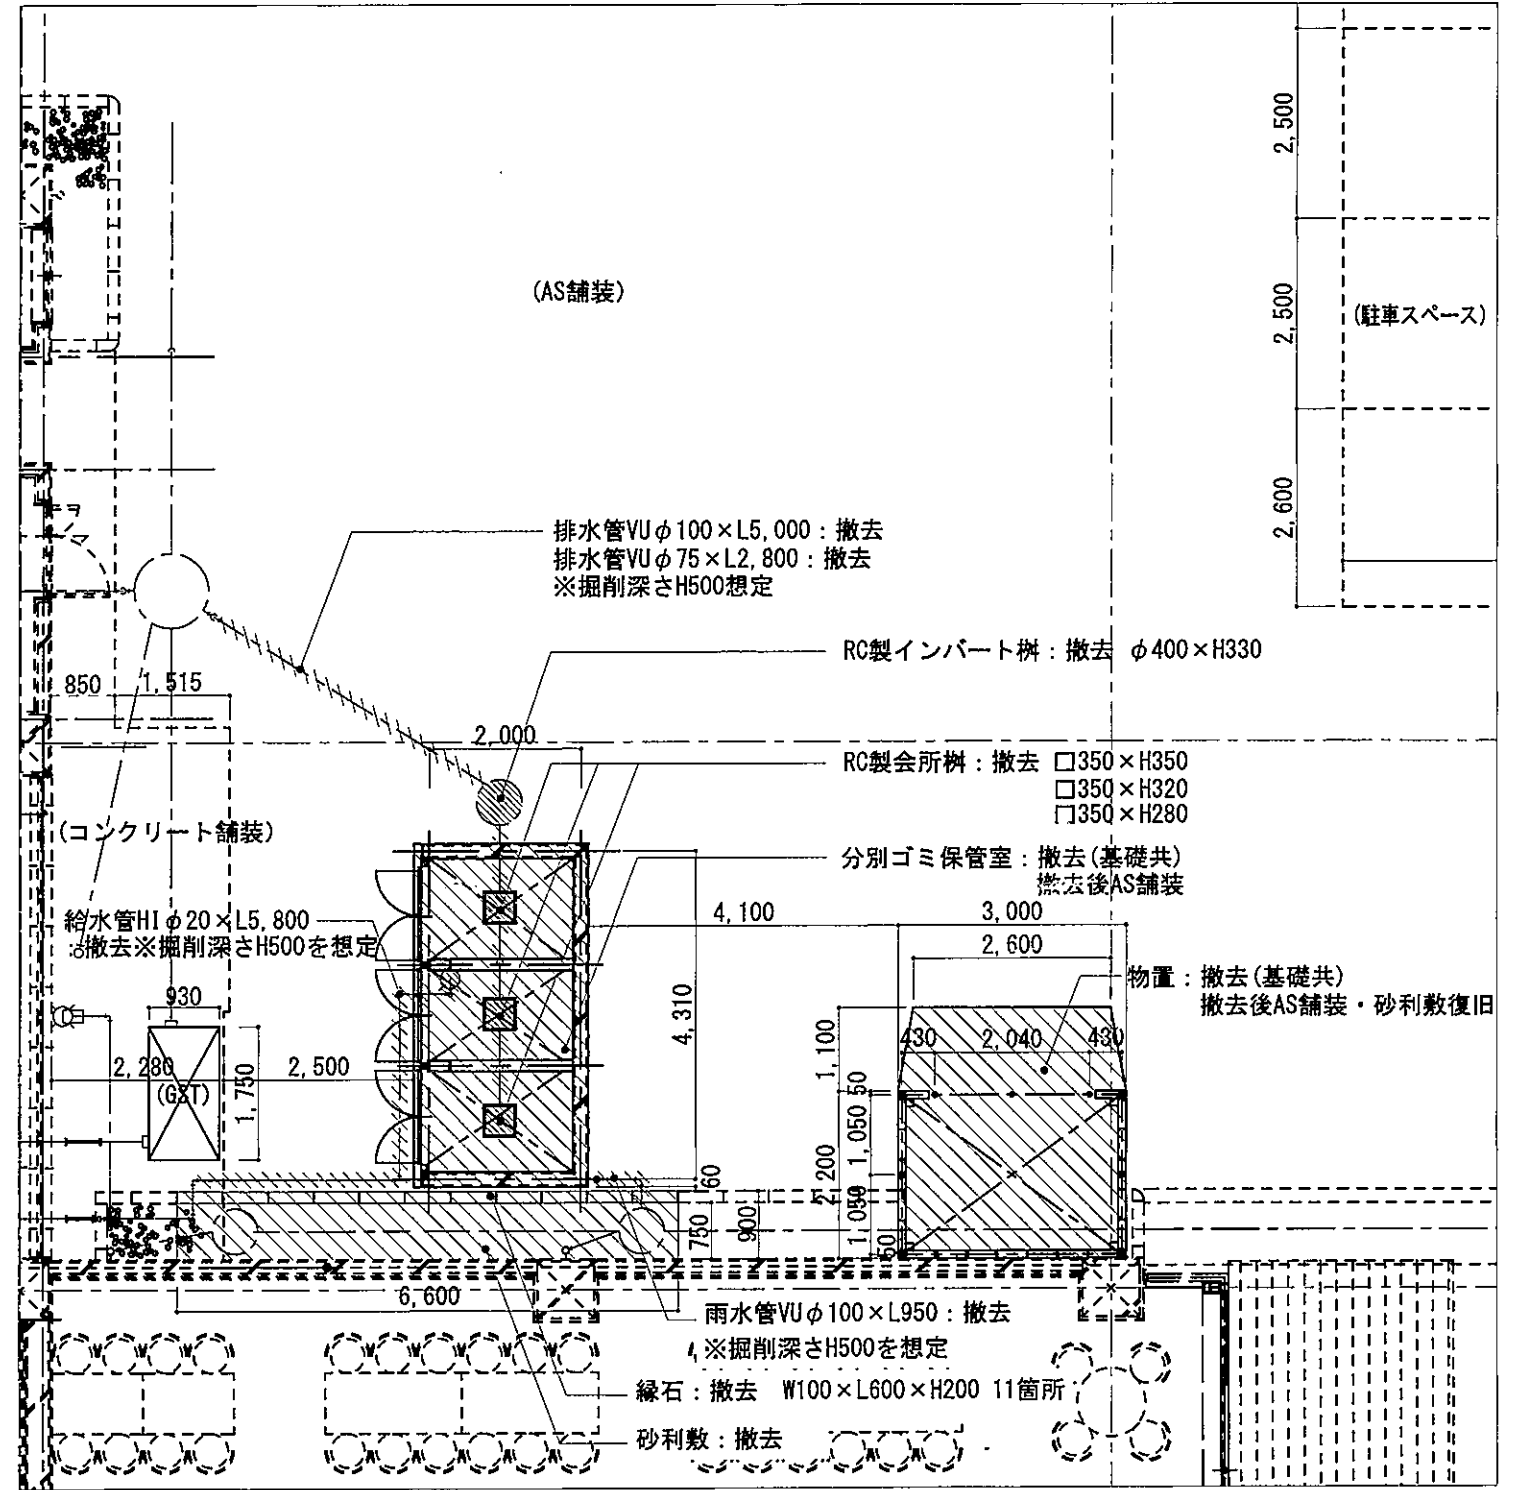 2,500
(AS舗装)
2,500
(駐車スペース)
2,600
排水管VUφ100×L5,000：撤去
排水管VUφ75×L2,800：撤去
※掘削深さH500想定
RC製インバート桝：撤去 φ400×H330
850
1,515
2,000
RC製会所桝：撤去 □350×H350
□350×H320
□350×H280
(コンクリート舗装)
分別ゴミ保管室：撤去(基礎共)
撤去後AS舗装
給水管HIφ20×L5,800
：撤去※掘削深さH500を想定
4,100
3,000
2,600
物置：撤去(基礎共)
撤去後AS舗装・砂利敷復旧
930
4,310
1,100
430
2,040
430
2,280
2,500
(GST)
1,750
50
1,050
2,200
60
1,050
750
900
50
6,600
雨水管VUφ100×L950：撤去
※掘削深さH500を想定
縁石：撤去 W100×L600×H200 11箇所
砂利敷：撤去